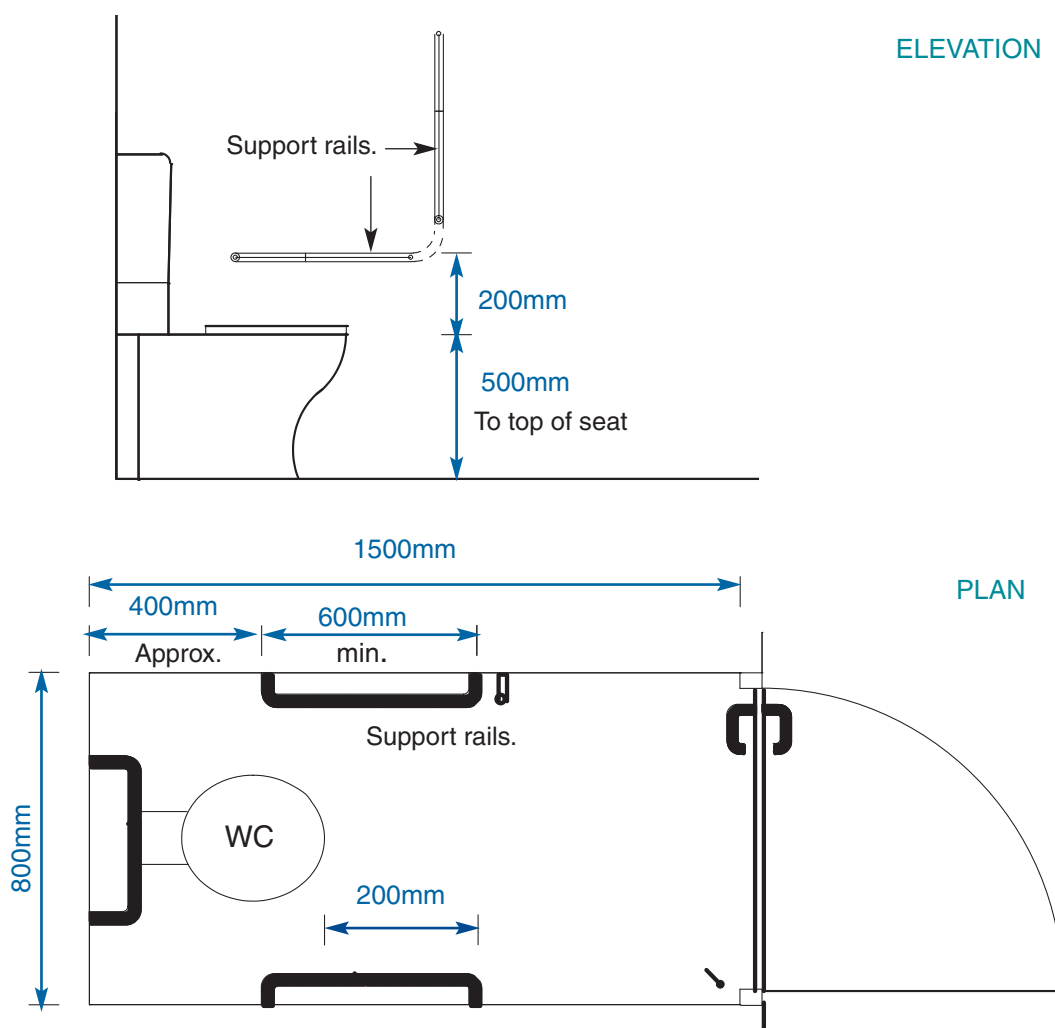 ELEVATION
Support rails.
200mm
500mm
To top of seat
1500mm
PLAN
400mm
600mm
Approx.
min.
Support rails.
WC
800mm
200mm